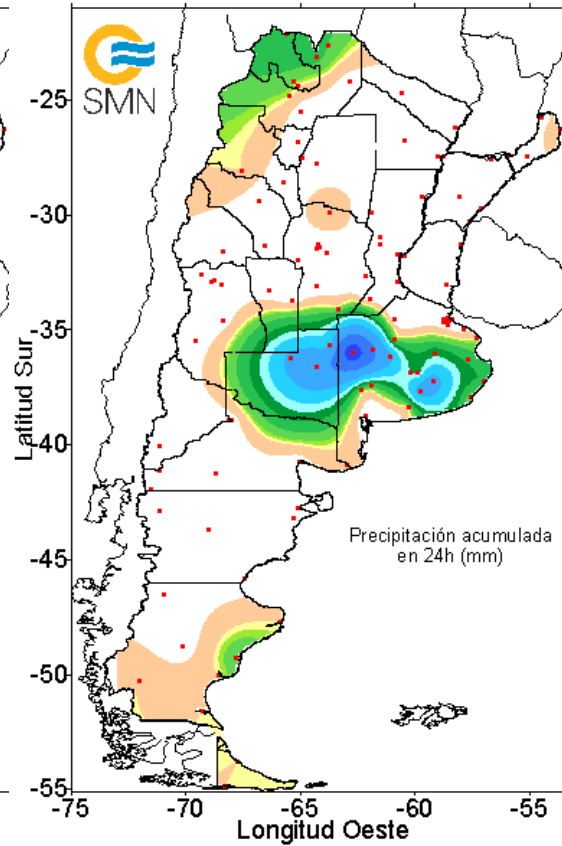 SMN
-25
-30
-35
-40
-45
-50
-55
Latitud Sur
Precipitación acumulada
en 24h (mm)
-75 -70 -65 -60 -55
Longitud Oeste